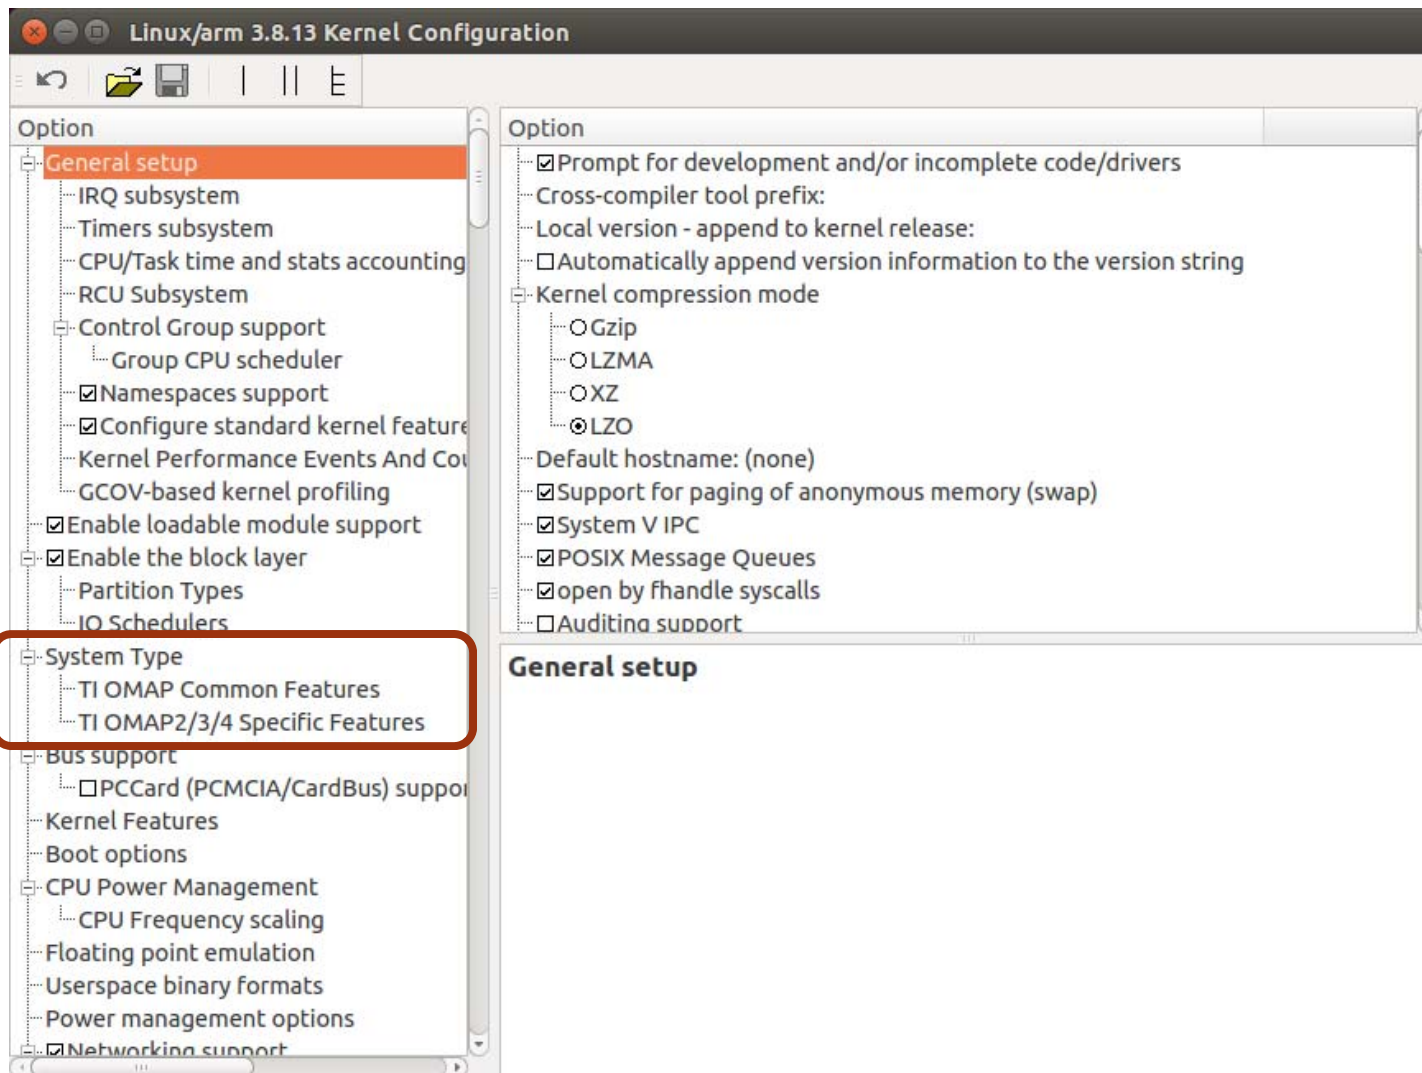 Linux/arm 3.8.13 Kernel Configuration
Option
General setup
IRQ subsystem
Timers subsystem
CPU/Task time and stats accounting
RCU Subsystem
Control Group support
Group CPU scheduler
Namespaces support
Configure standard kernel feature
Kernel Performance Events And Cou
GCOV-based kernel profiling
Enable loadable module support
Enable the block layer
Partition Types
IO Schedulers
System Type
TI OMAP Common Features
TI OMAP2/3/4 Specific Features
Bus support
PCCard (PCMCIA/CardBus) suppor
Kernel Features
Boot options
CPU Power Management
CPU Frequency scaling
Floating point emulation
Userspace binary formats
Power management options
Networking support
Option
Prompt for development and/or incomplete code/drivers
Cross-compiler tool prefix:
Local version - append to kernel release:
Automatically append version information to the version string
Kernel compression mode
Gzip
LZMA
XZ
LZO
Default hostname: (none)
Support for paging of anonymous memory (swap)
System V IPC
POSIX Message Queues
open by fhandle syscalls
Auditing support
General setup